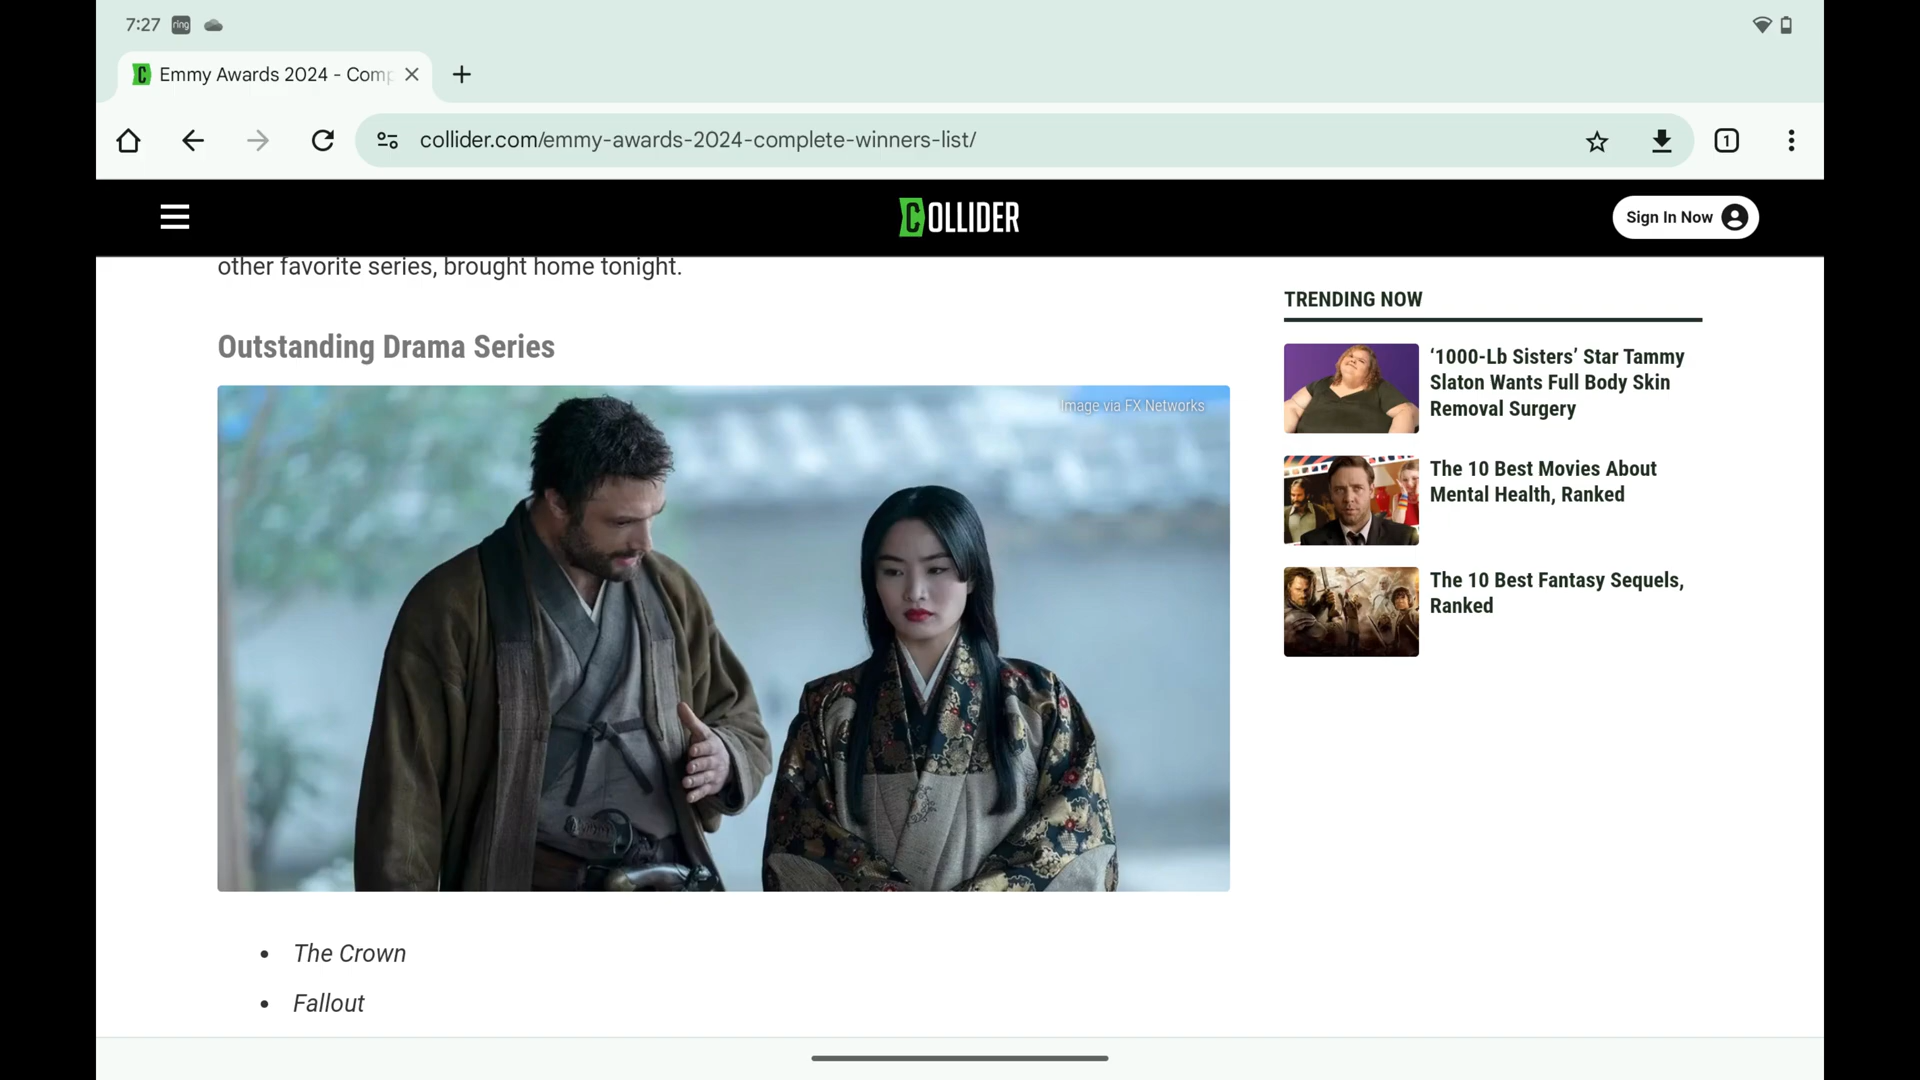 7:27
ring
Emmy Awards 2024 - Comp
collider.com/emmy-awards-2024-complete-winners-list/
1
COLLIDER
Sign In Now
other favorite series, brought home tonight.
Outstanding Drama Series
Image via FX Networks
The Crown
Fallout
TRENDING NOW
‘1000-Lb Sisters’ Star Tammy
Slaton Wants Full Body Skin
Removal Surgery
The 10 Best Movies About
Mental Health, Ranked
The 10 Best Fantasy Sequels,
Ranked